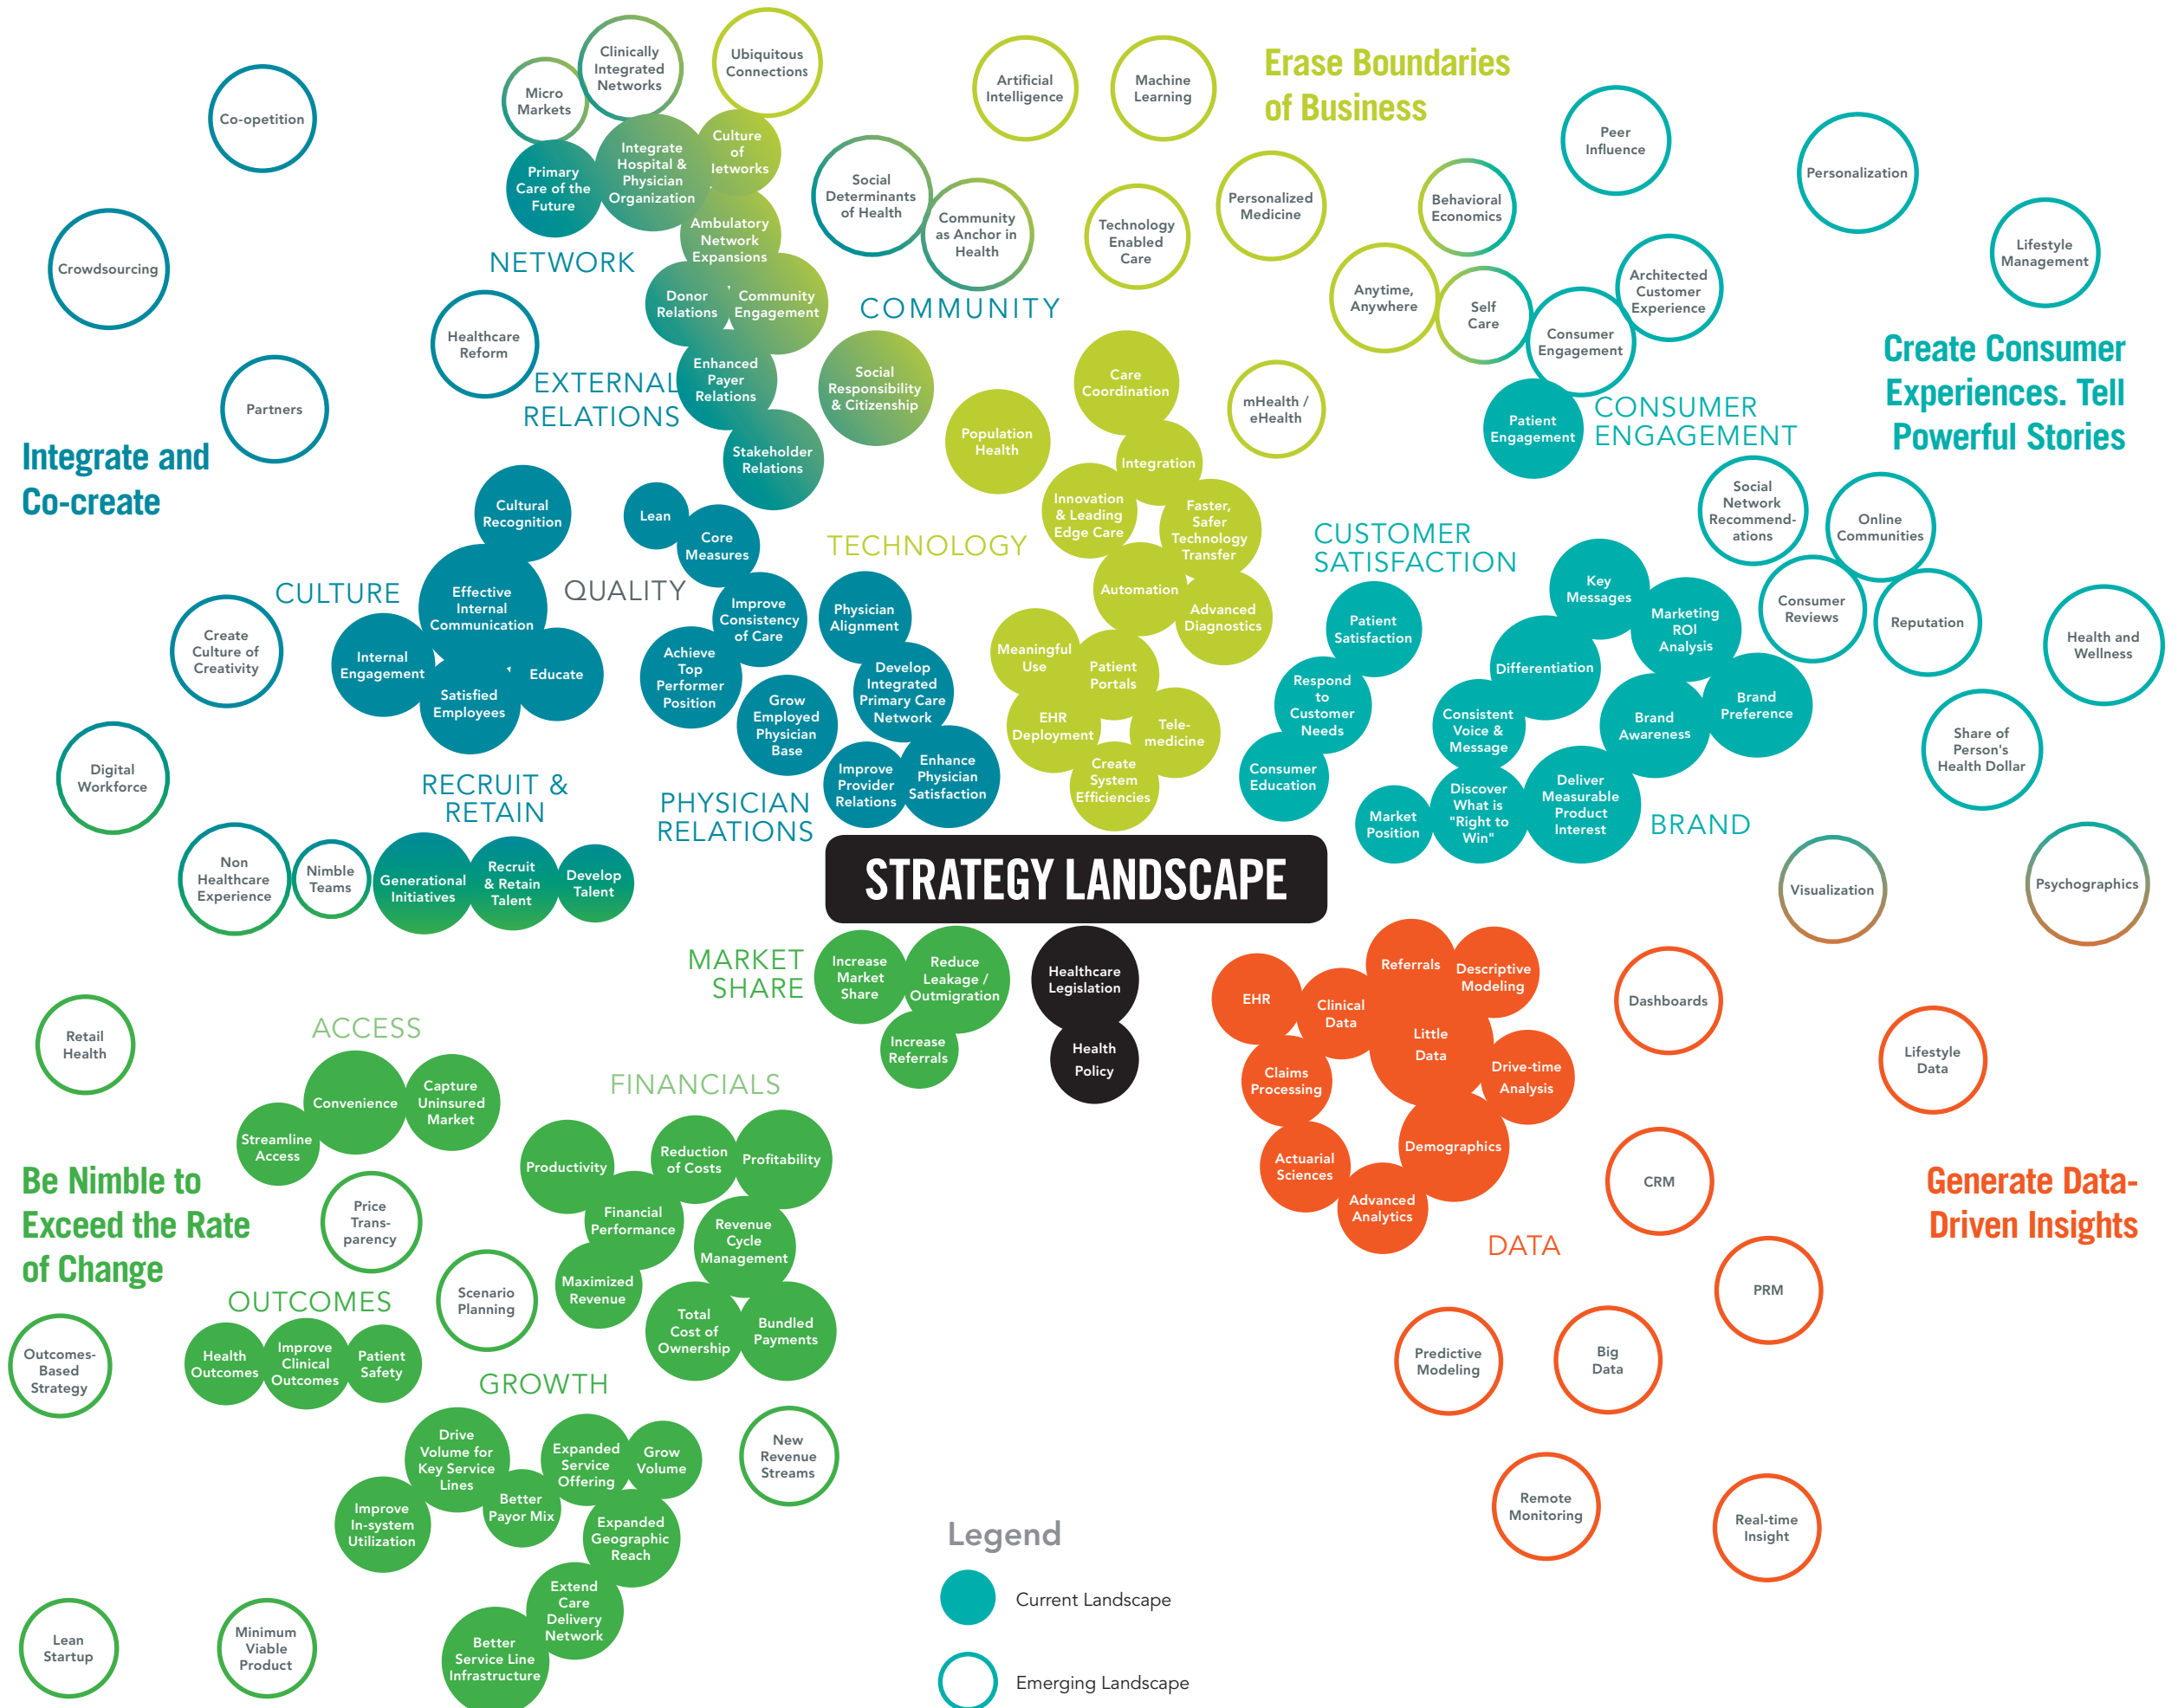 Co-opetition
Crowdsourcing
Partners
Integrate and
Co-create
Micro
Markets
Clinically
Integrated
Networks
Ubiquitous
Connections
Primary
Care of the
Future
Integrate
Hospital &
Physician
Organization
Culture
of
letworks
Ambulatory
Network
Expansions
NETWORK
Donor
Relations
Community
Engagement
Healthcare
Reform
EXTERNAL
RELATIONS
Enhanced
Payer
Relations
Stakeholder
Relations
Social
Determinants
of Health
Community
as Anchor in
Health
COMMUNITY
Social
Responsibility
& Citizenship
Artificial
Intelligence
Machine
Learning
Erase Boundaries
of Business
Technology
Enabled
Care
Personalized
Medicine
Anytime,
Anywhere
mHealth /
eHealth
Population
Health
Care
Coordination
Integration
Innovation
& Leading
Edge Care
Faster,
Safer
Technology
Transfer
TECHNOLOGY
Automation
Advanced
Diagnostics
Meaningful
Use
Patient
Portals
EHR
Deployment
Tele-
medicine
Create
System
Efficiencies
Peer
Influence
Personalization
Behavioral
Economics
Lifestyle
Management
Self
Care
Architected
Customer
Experience
Consumer
Engagement
Patient
Engagement
CONSUMER
ENGAGEMENT
Create Consumer
Experiences. Tell
Powerful Stories
Social
Network
Recommend-
ations
Online
Communities
Consumer
Reviews
Reputation
Health and
Wellness
Share of
Person's
Health Dollar
CUSTOMER
SATISFACTION
Patient
Satisfaction
Respond
to
Customer
Needs
Consumer
Education
Key
Messages
Marketing
ROI
Analysis
Differentiation
Brand
Preference
Consistent
Voice &
Message
Brand
Awareness
Market
Position
Discover
What is
"Right to
Win"
Deliver
Measurable
Product
Interest
BRAND
Cultural
Recognition
CULTURE
Effective
Internal
Communication
Internal
Engagement
Satisfied
Employees
Educate
Create
Culture of
Creativity
Digital
Workforce
QUALITY
Lean
Core
Measures
Improve
Consistency
of Care
Achieve
Top
Performer
Position
Physician
Alignment
Grow
Employed
Physician
Base
Develop
Integrated
Primary Care
Network
Improve
Provider
Relations
Enhance
Physician
Satisfaction
PHYSICIAN
RELATIONS
RECRUIT &
RETAIN
Non
Healthcare
Experience
Nimble
Teams
Generational
Initiatives
Recruit
& Retain
Talent
Develop
Talent
STRATEGY LANDSCAPE
Visualization
Psychographics
MARKET
SHARE
Increase
Market
Share
Reduce
Leakage /
Outmigration
Increase
Referrals
Healthcare
Legislation
Health
Policy
EHR
Clinical
Data
Referrals
Descriptive
Modeling
Little
Data
Claims
Processing
Drive-time
Analysis
Actuarial
Sciences
Advanced
Analytics
Demographics
DATA
Dashboards
Lifestyle
Data
CRM
Generate Data-
Driven Insights
PRM
Predictive
Modeling
Big
Data
Remote
Monitoring
Real-time
Insight
Retail
Health
ACCESS
Convenience
Capture
Uninsured
Market
Streamline
Access
Be Nimble to
Exceed the Rate
of Change
Price
Trans-
parency
FINANCIALS
Productivity
Reduction
of Costs
Profitability
Financial
Performance
Revenue
Cycle
Management
Maximized
Revenue
Total
Cost of
Ownership
Bundled
Payments
Scenario
Planning
OUTCOMES
Outcomes-
Based
Strategy
Health
Outcomes
Improve
Clinical
Outcomes
Patient
Safety
GROWTH
Drive
Volume for
Key Service
Lines
Expanded
Service
Offering
Grow
Volume
New
Revenue
Streams
Improve
In-system
Utilization
Better
Payor Mix
Expanded
Geographic
Reach
Extend
Care
Delivery
Network
Better
Service Line
Infrastructure
Lean
Startup
Minimum
Viable
Product
Legend
Current Landscape
Emerging Landscape